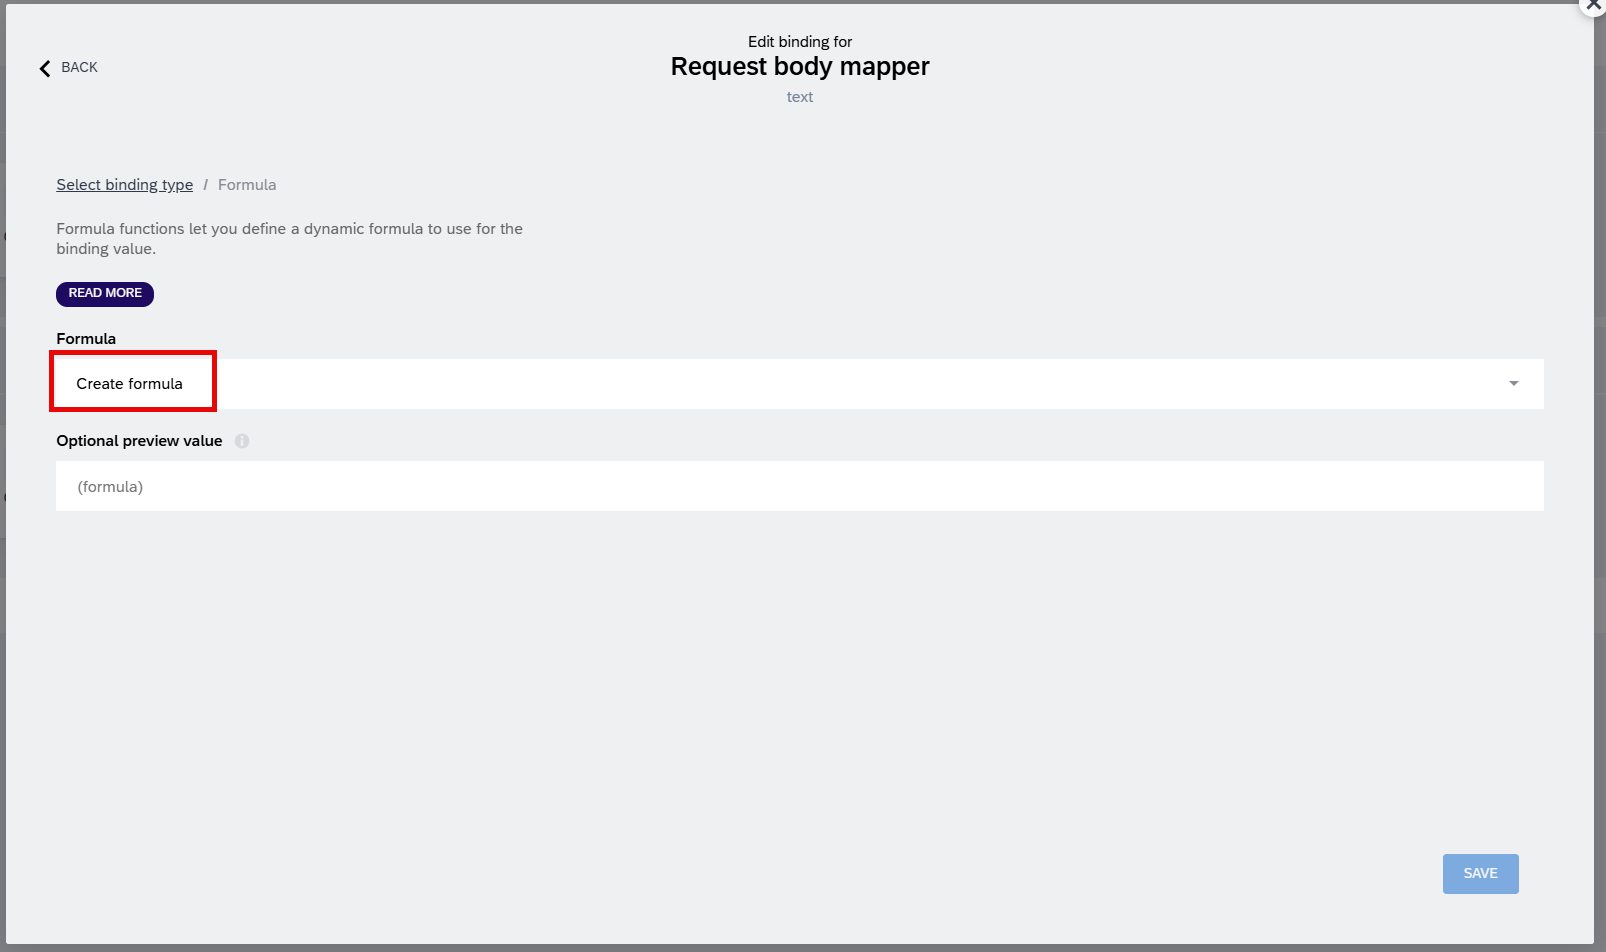 Edit binding for
BACK
Request body mapper
text
Select binding type / Formula
Formula functions let you define a dynamic formula to use for the
binding value.
READ MORE
Formula
Create formula
Optional preview value
(formula)
SAVE